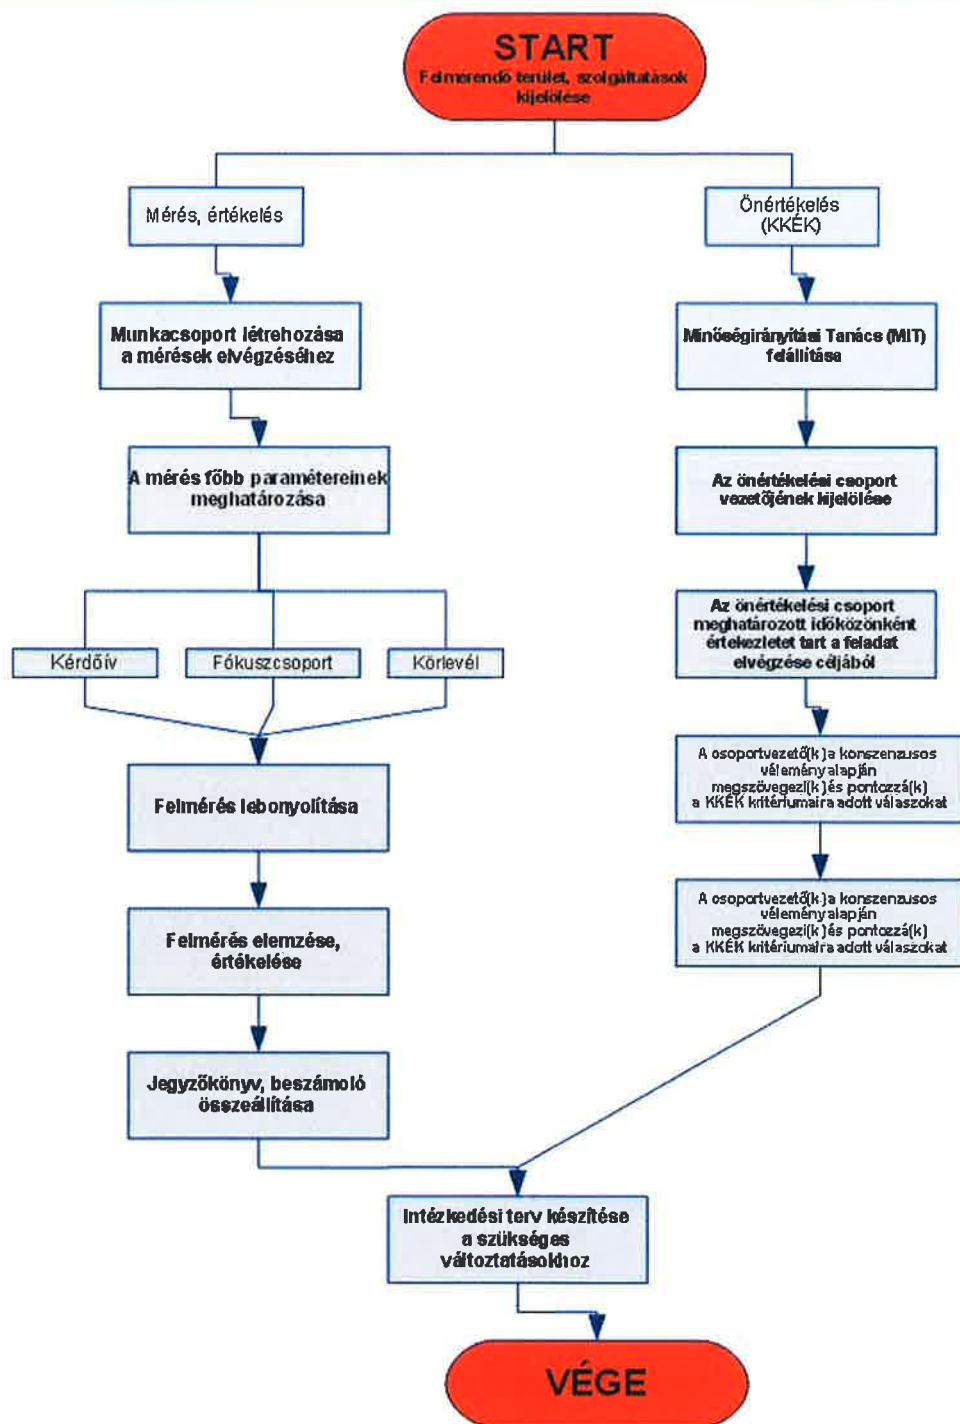 START
Felmérendő terület, szolgáltatások
kijelölése
Mérés, értékelés
Önértékelés
(KKÉK)
Munkacsoport létrehozása
a mérések elvégzéséhez
Minőségirányítási Tanács (MIT)
felállítása
A mérés főbb paramétereinek
meghatározása
Az önértékelési csoport
vezetőjének kijelölése
Az önértékelési csoport
meghatározott időközönként
értekezletet tart a feladat
elvégzése céljából
Kérdőív
Fókuszcsoport
Körlevél
A csoportvezető(k) a konszenzusos
vélemény alapján
megszövegezi(k) és pontozzá(k)
a KKÉK kritériumaira adott válaszokat
Felmérés lebonyolítása
A csoportvezető(k) a konszenzusos
vélemény alapján
megszövegezi(k) és pontozzá(k)
a KKÉK kritériumaira adott válaszokat
Felmérés elemzése,
értékelése
Jegyzőkönyv, beszámoló
összeállítása
Intézkedési terv készítése
a szükséges
változtatásokhoz
VÉGE